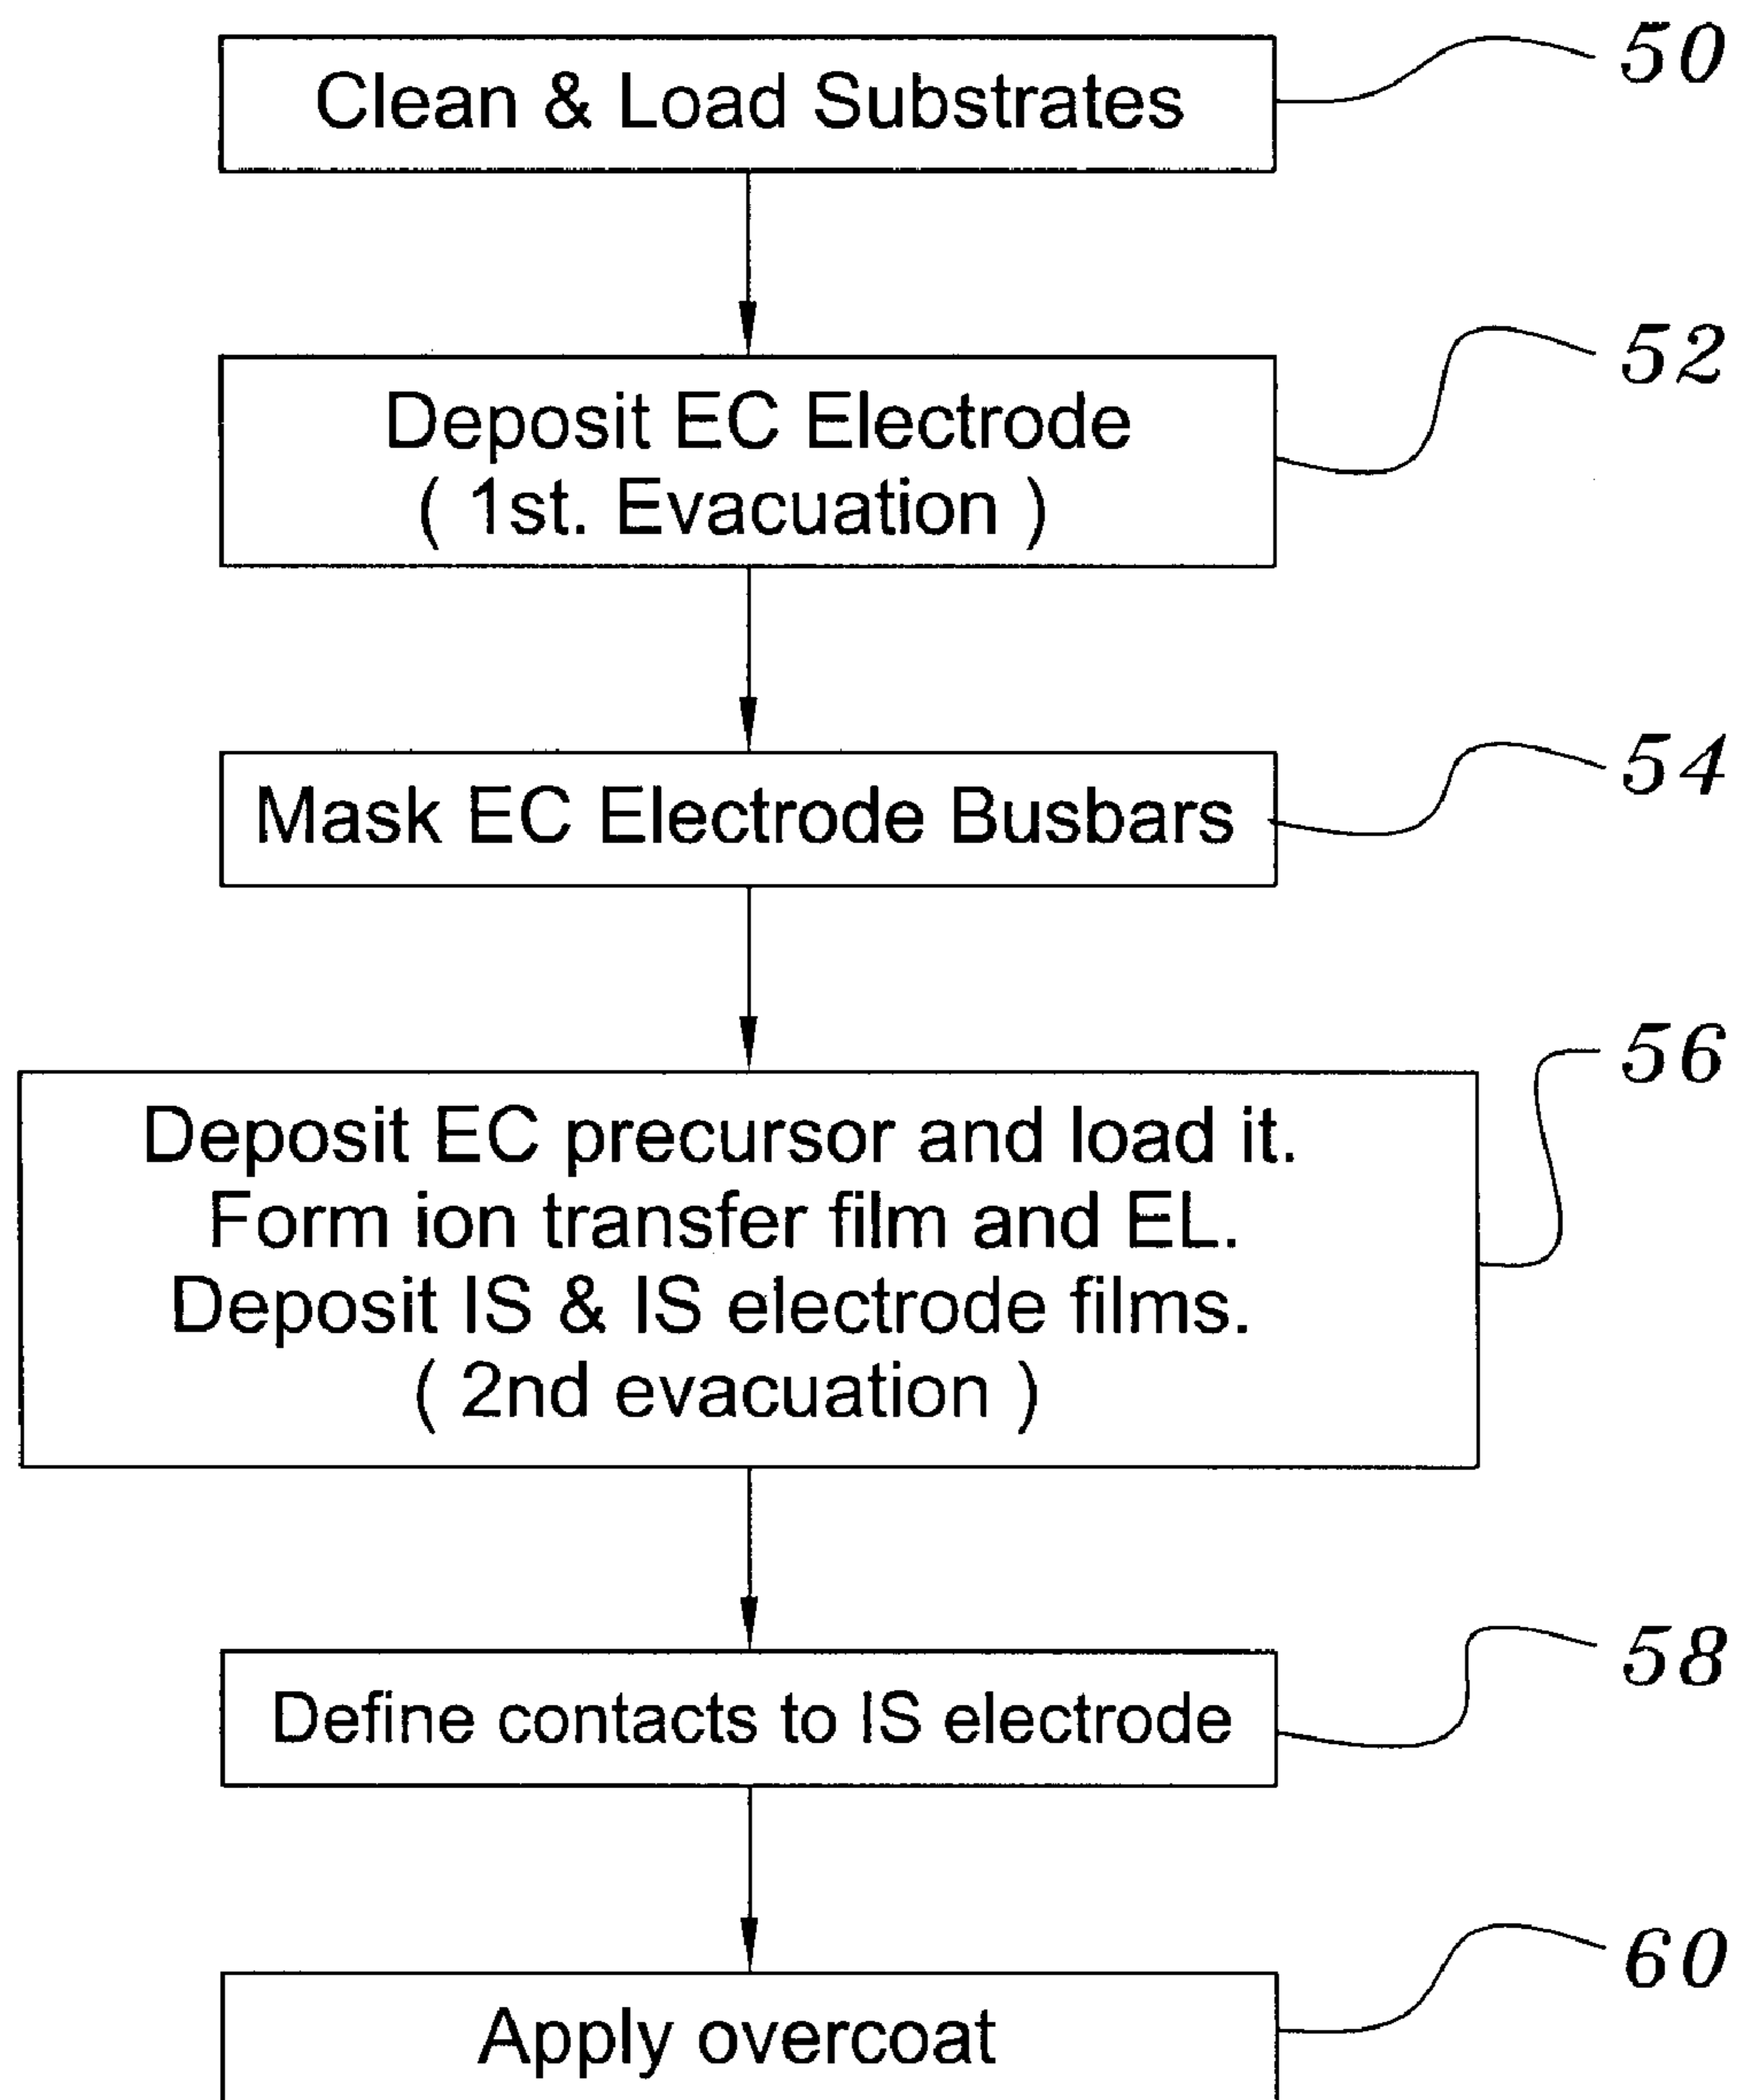 Clean & Load Substrates
50
Deposit EC Electrode
( 1st. Evacuation )
52
Mask EC Electrode Busbars
54
Deposit EC precursor and load it.
Form ion transfer film and EL.
Deposit IS & IS electrode films.
( 2nd evacuation )
56
Define contacts to IS electrode
58
Apply overcoat
60